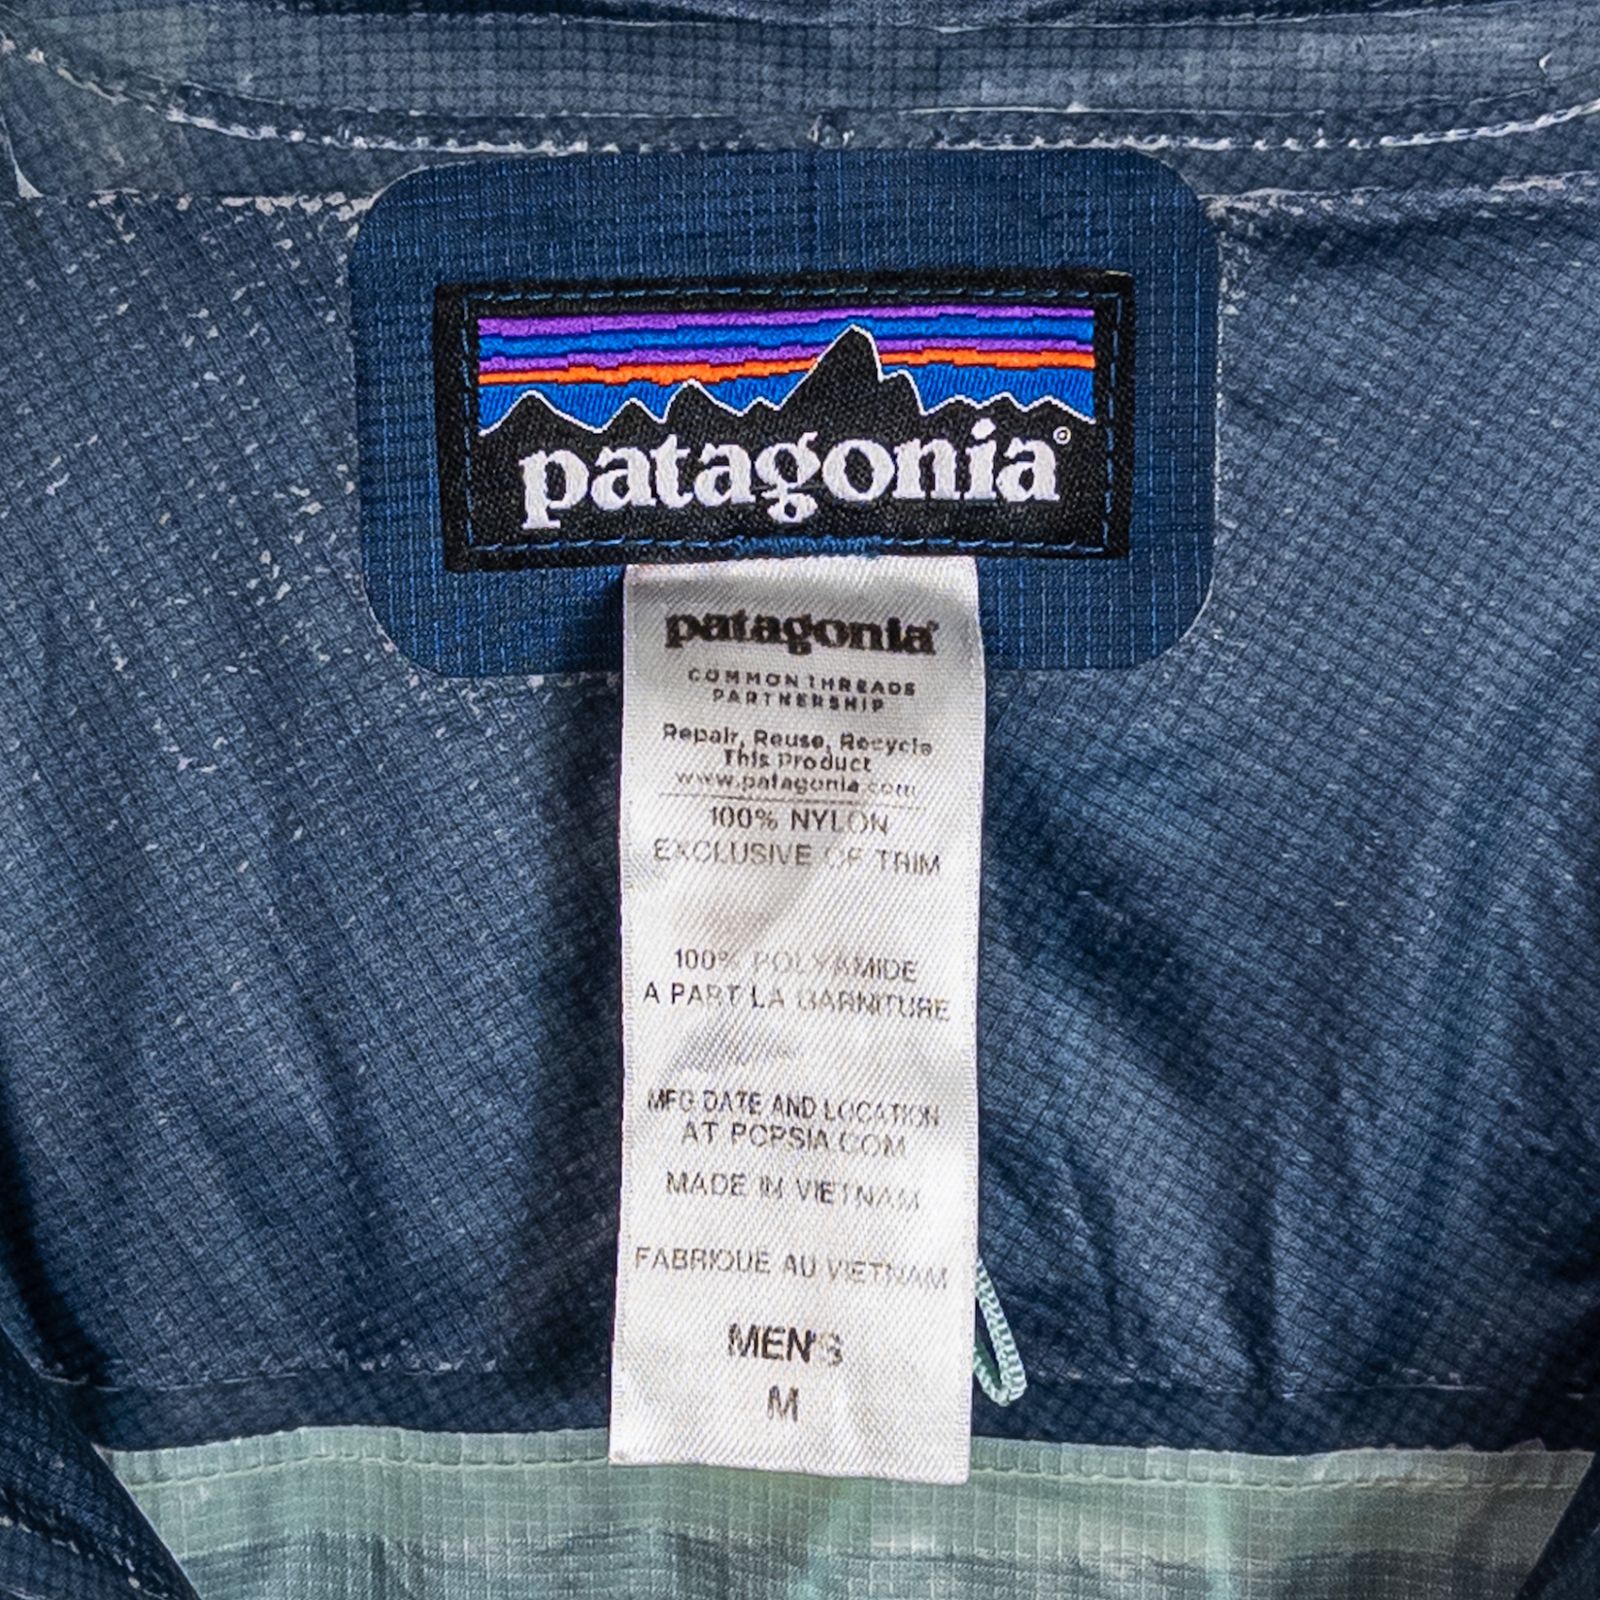 patagonia®
patagonia®
COMMON THREADS
PARTNERSHIP
Repair, Reuse, Recycle
This Product
www.patagonia.com
100% NYLON
EXCLUSIVE OF TRIM
100% POLYAMIDE
A PART LA GARNITURE
MFG DATE AND LOCATION
AT PCPSIA.COM
MADE IN VIETNAM
FABRIQUE AU VIETNAM
MEN'S
M